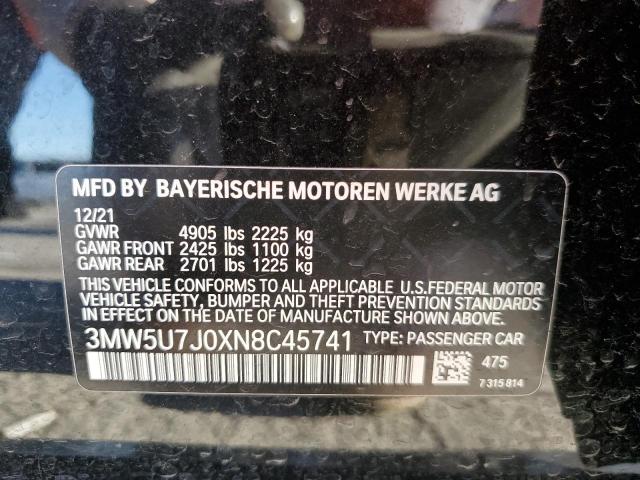 MFD BY BAYERISCHE MOTOREN WERKE AG
12/21
GVWR 4905 lbs 2225 kg
GAWR FRONT 2425 lbs 1100 kg
GAWR REAR 2701 lbs 1225 kg
THIS VEHICLE CONFORMS TO ALL APPLICABLE U.S.FEDERAL MOTOR
VEHICLE SAFETY, BUMPER AND THEFT PREVENTION STANDARDS
IN EFFECT ON THE DATE OF MANUFACTURE SHOWN ABOVE.
3MW5U7J0XN8C45741 TYPE: PASSENGER CAR
475
7 315 814